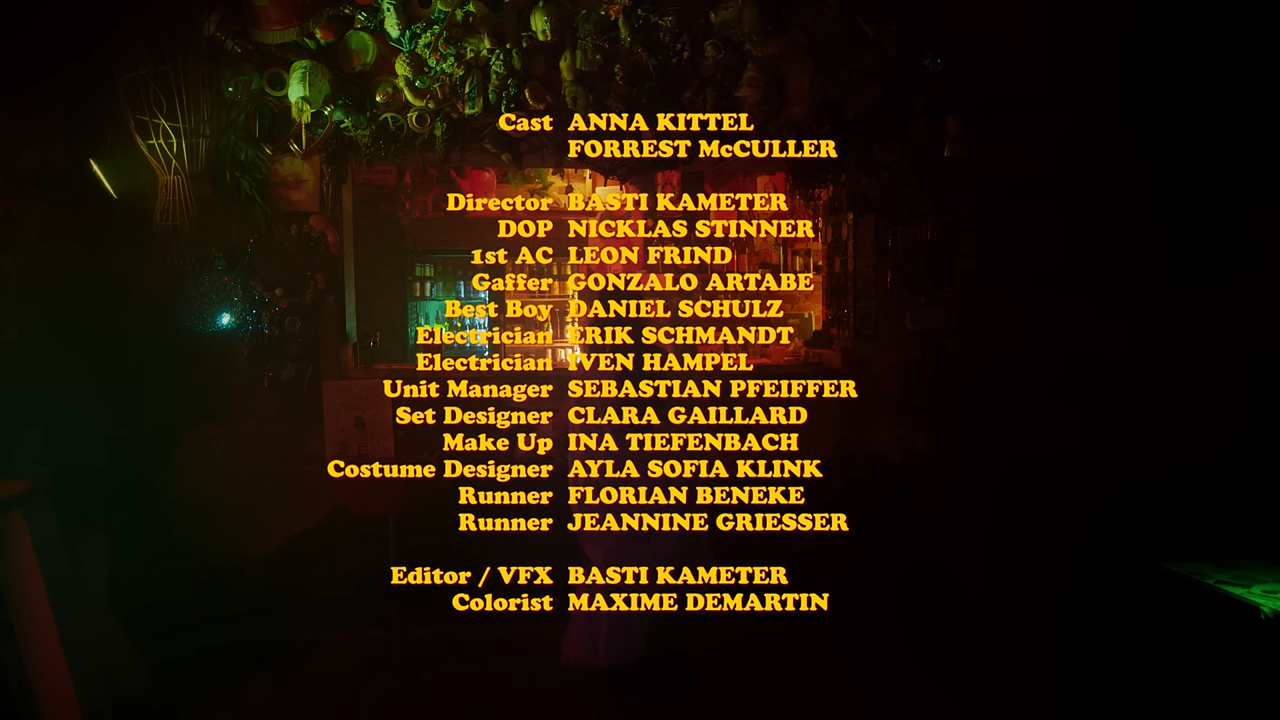 Cast ANNA KITTEL
FORREST McCULLER
Director BASTI KAMETER
DOP NICKLAS STINNER
1st AC LEON FRIND
Gaffer GONZALO ARTABE
Best Boy DANIEL SCHULZ
Electrician ERIK SCHMANDT
Electrician IVEN HAMPEL
Unit Manager SEBASTIAN PFEIFFER
Set Designer CLARA GAILLARD
Make Up INA TIEFENBACH
Costume Designer AYLA SOFIA KLINK
Runner FLORIAN BENEKE
Runner JEANNINE GRIESSER
Editor / VFX BASTI KAMETER
Colorist MAXIME DEMARTIN